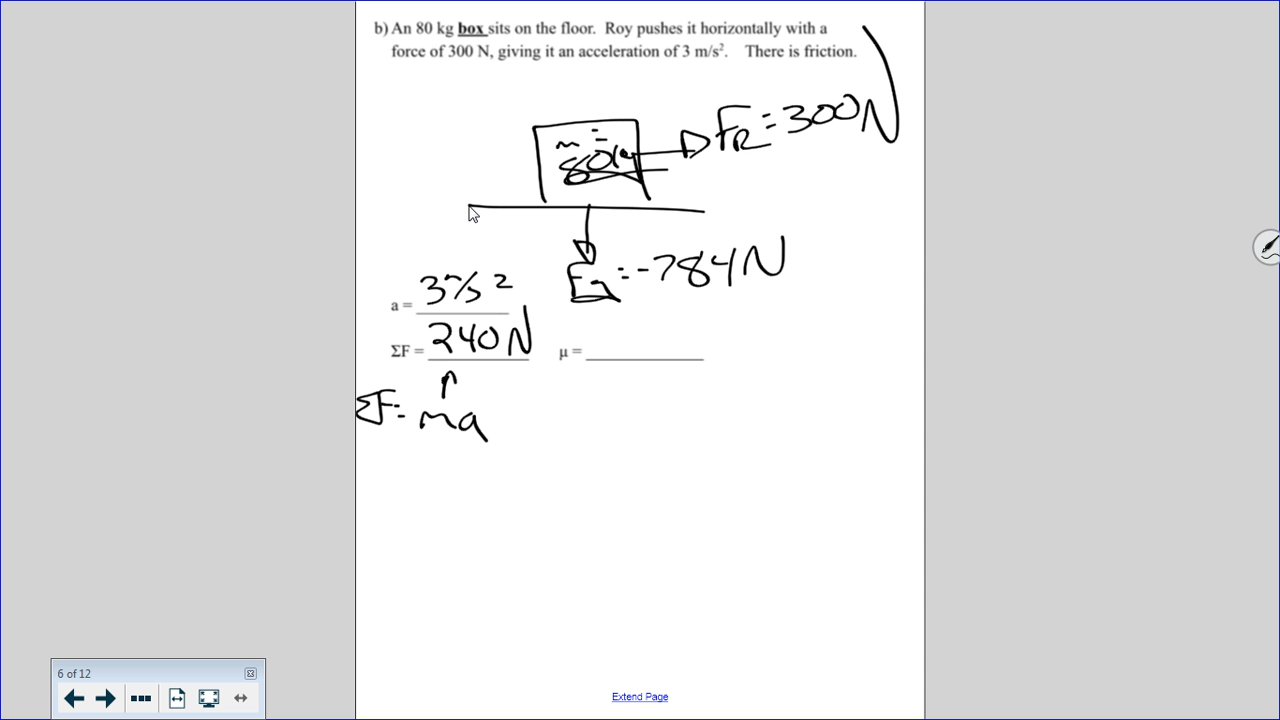 b) An 80 kg box sits on the floor. Roy pushes it horizontally with a
force of 300 N, giving it an acceleration of 3 m/s². There is friction.
FR = 300N
m =
80kg
Fg = -784N
a = 3 m/s²
ΣF = 240N
μ =
ΣF = ma
6 of 12
Extend Page